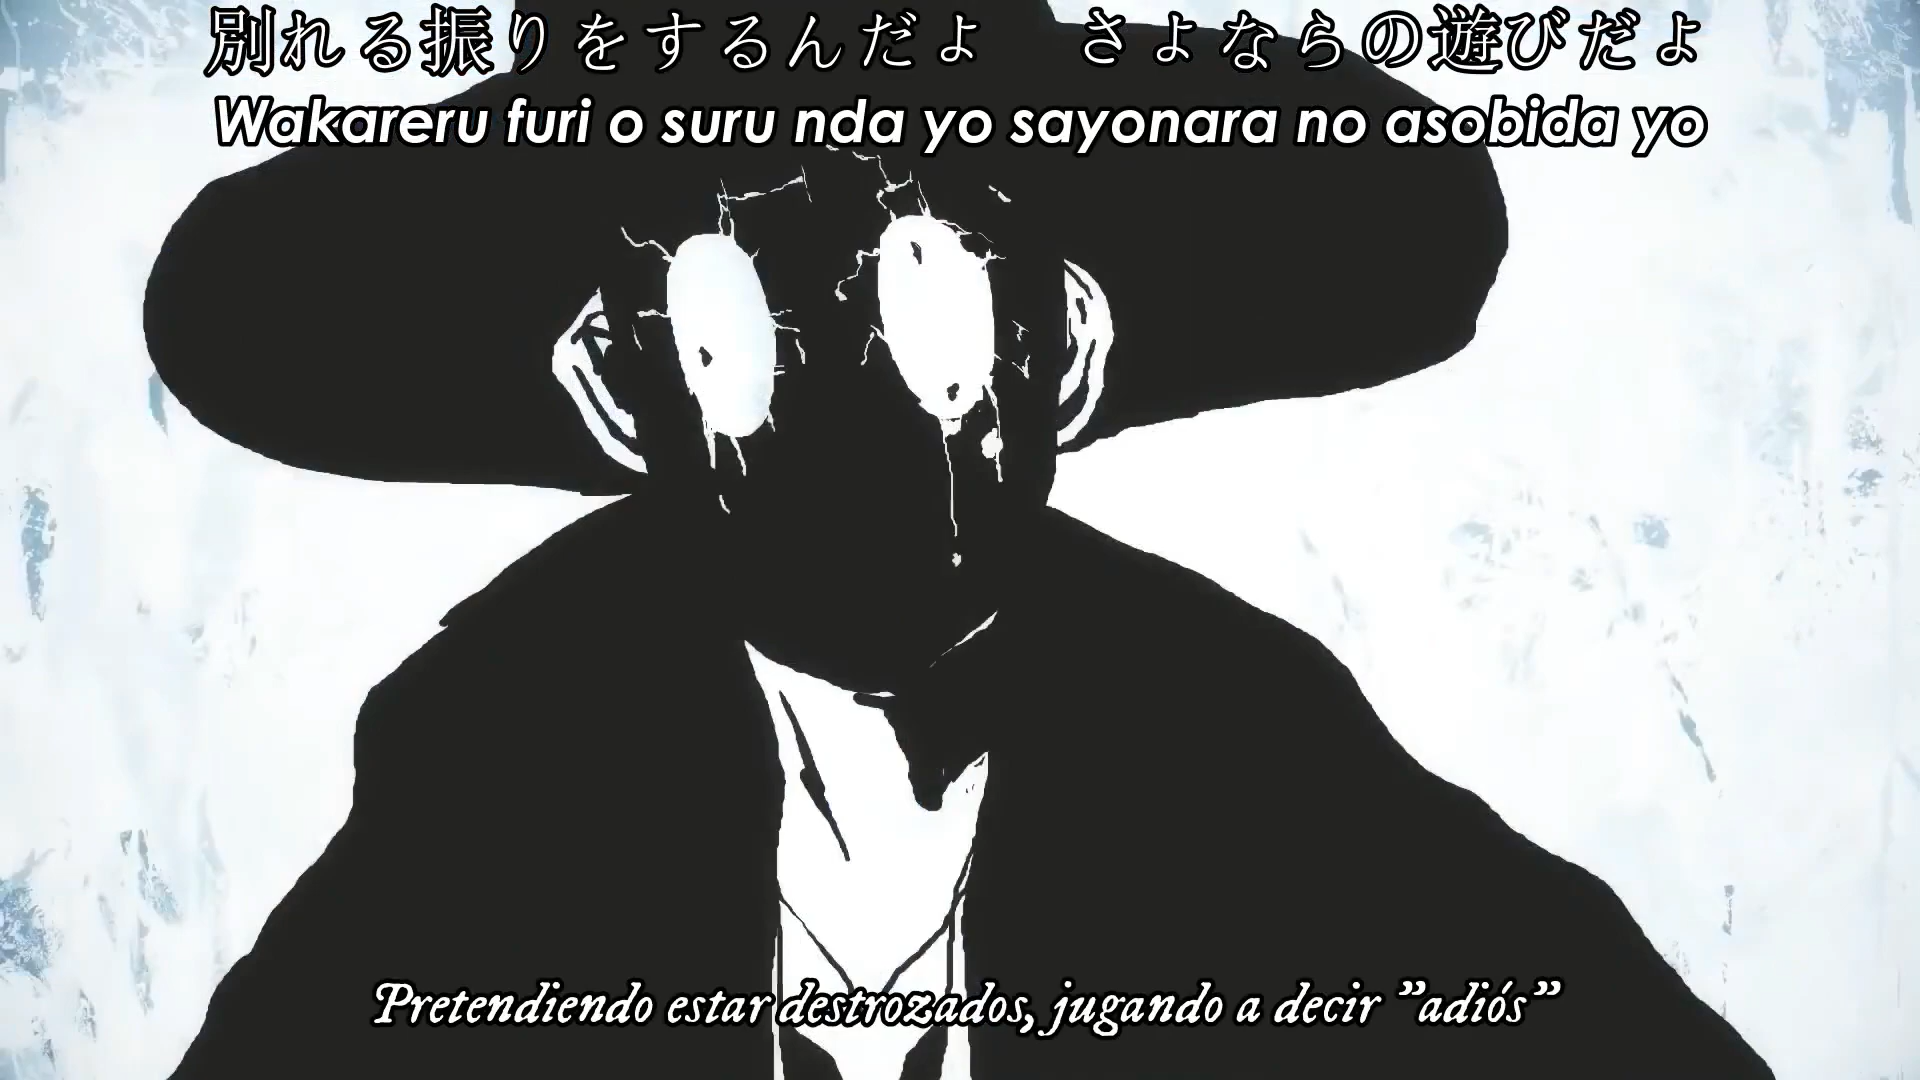 別れる振りをするんだよ　さよならの遊びだよ
Wakareru furi o suru nda yo sayonara no asobida yo
Pretendiendo estar destrozados, jugando a decir "adiós"